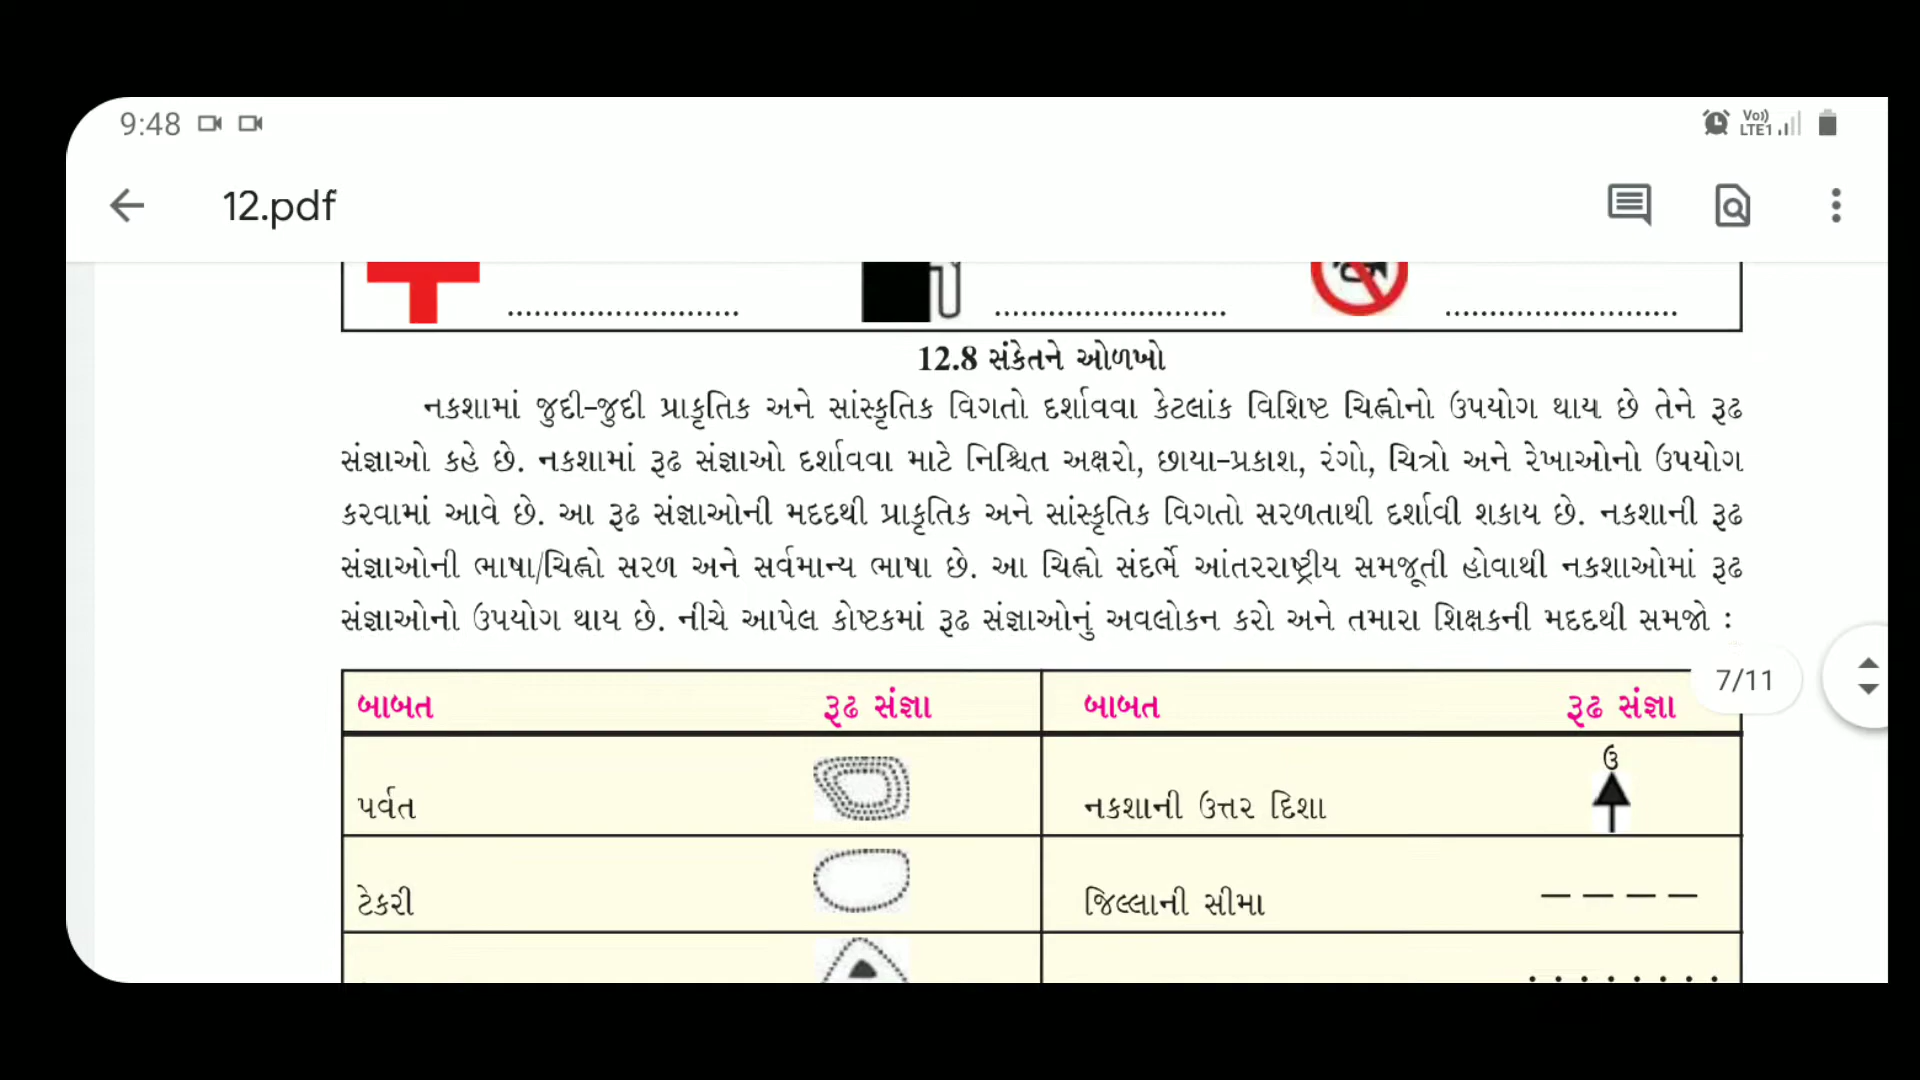 9:48
Vo)) LTE1
12.pdf
.......................... .......................... ..........................
12.8 સંકેતને ઓળખો
નકશામાં જુદી-જુદી પ્રાકૃતિક અને સાંસ્કૃતિક વિગતો દર્શાવવા કેટલાંક વિશિષ્ટ ચિહ્નોનો ઉપયોગ થાય છે તેને રૂઢ
સંજ્ઞાઓ કહે છે. નકશામાં રૂઢ સંજ્ઞાઓ દર્શાવવા માટે નિશ્ચિત અક્ષરો, છાયા-પ્રકાશ, રંગો, ચિત્રો અને રેખાઓનો ઉપયોગ
કરવામાં આવે છે. આ રૂઢ સંજ્ઞાઓની મદદથી પ્રાકૃતિક અને સાંસ્કૃતિક વિગતો સરળતાથી દર્શાવી શકાય છે. નકશાની રૂઢ
સંજ્ઞાઓની ભાષા/ચિહ્નો સરળ અને સર્વમાન્ય ભાષા છે. આ ચિહ્નો સંદર્ભે આંતરરાષ્ટ્રીય સમજૂતી હોવાથી નકશાઓમાં રૂઢ
સંજ્ઞાઓનો ઉપયોગ થાય છે. નીચે આપેલ કોષ્ટકમાં રૂઢ સંજ્ઞાઓનું અવલોકન કરો અને તમારા શિક્ષકની મદદથી સમજો :
7/11
બાબત રૂઢ સંજ્ઞા બાબત રૂઢ સંજ્ઞા
ઉ
પર્વત નકશાની ઉત્તર દિશા
ટેકરી જિલ્લાની સીમા